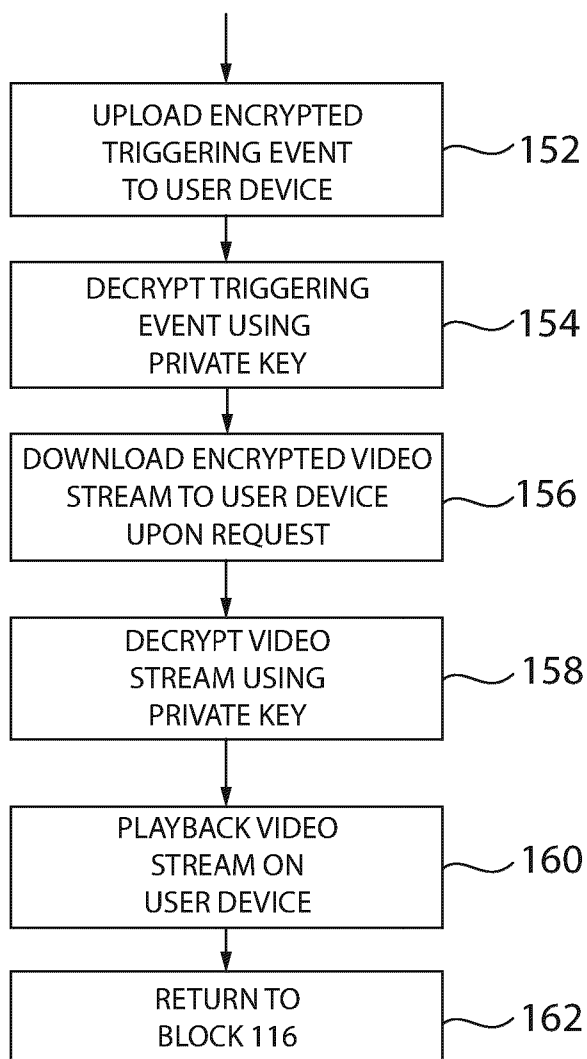 UPLOAD ENCRYPTED
TRIGGERING EVENT
TO USER DEVICE
152
DECRYPT TRIGGERING
EVENT USING
PRIVATE KEY
154
DOWNLOAD ENCRYPTED VIDEO
STREAM TO USER DEVICE
UPON REQUEST
156
DECRYPT VIDEO
STREAM USING
PRIVATE KEY
158
PLAYBACK VIDEO
STREAM ON
USER DEVICE
160
RETURN TO
BLOCK 116
162